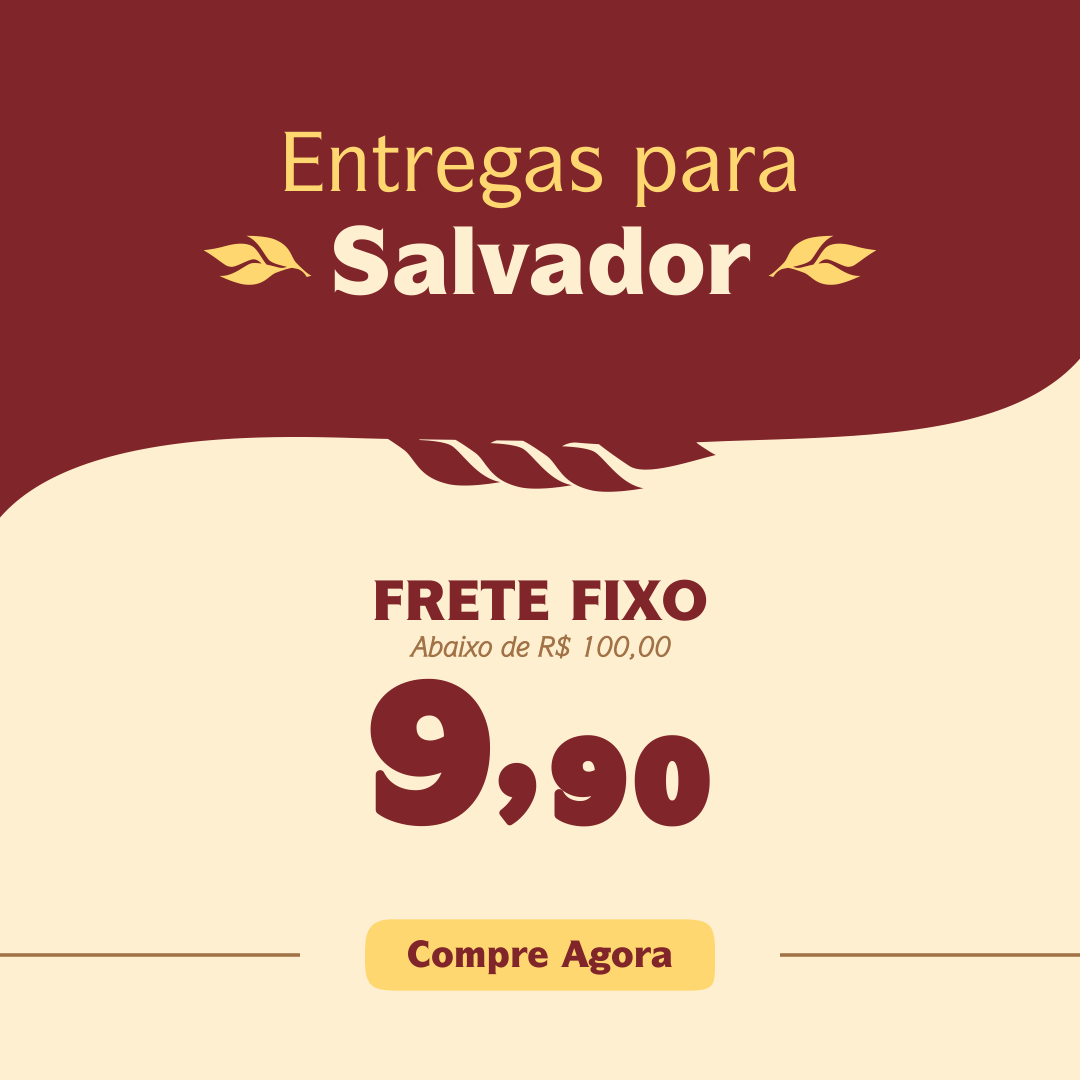 Entregas para
Salvador
FRETE FIXO
Abaixo de R$ 100,00
9,90
Compre Agora